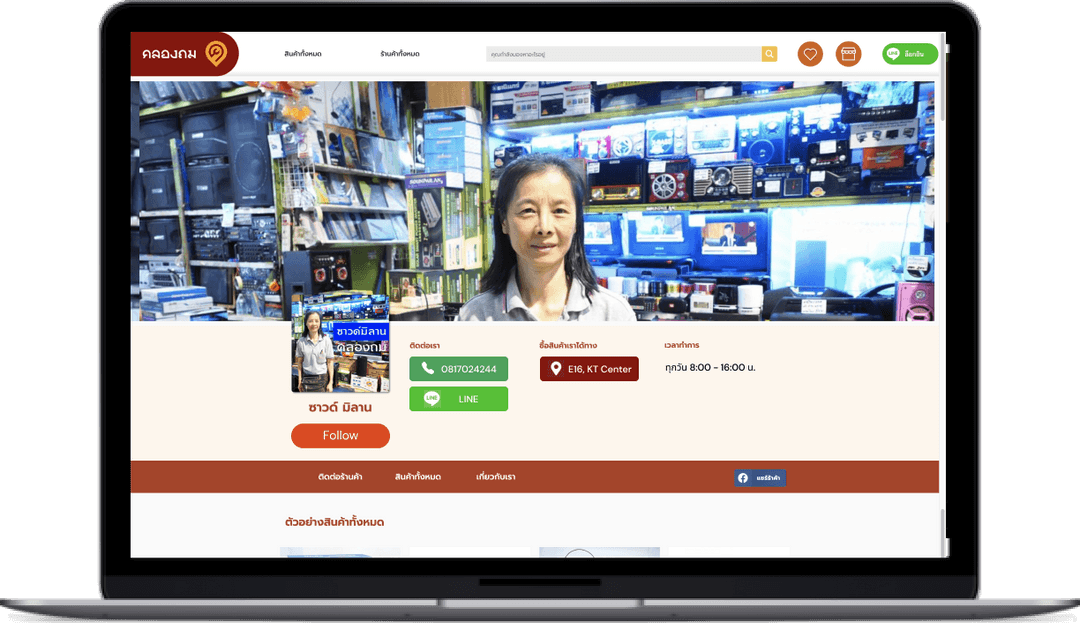 คลองถม
สินค้าทั้งหมด
ร้านค้าทั้งหมด
คุณกำลังมองหาอะไรอยู่
LINE
ล็อกอิน
ซาวด์มิลาน
คลองถม
ซาวด์ มิลาน
Follow
ติดต่อเรา
0817024244
LINE
LINE
ซื้อสินค้าเราได้ทาง
E16, KT Center
เวลาทำการ
ทุกวัน 8:00 - 16:00 น.
ติดต่อร้านค้า
สินค้าทั้งหมด
เกี่ยวกับเรา
แชร์ร้านค้า
ตัวอย่างสินค้าทั้งหมด